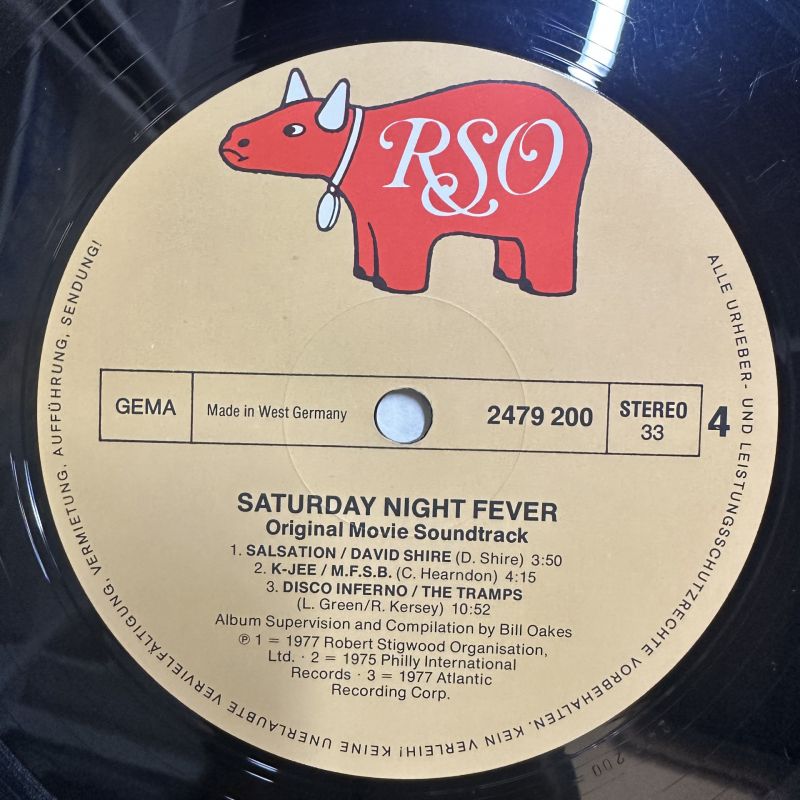 RSO
GEMA
Made in West Germany
2479 200
STEREO
33
4
SATURDAY NIGHT FEVER
Original Movie Soundtrack
1. SALSATION / DAVID SHIRE (D. Shire) 3:50
2. K-JEE / M.F.S.B. (C. Hearndon) 4:15
3. DISCO INFERNO / THE TRAMPS
(L. Green/R. Kersey) 10:52
Album Supervision and Compilation by Bill Oakes
℗ 1 = 1977 Robert Stigwood Organisation,
Ltd. · 2 = 1975 Philly International
Records · 3 = 1977 Atlantic
Recording Corp.
ALLE URHEBER- UND LEISTUNGSSCHUTZRECHTE VORBEHALTEN. KEIN VERLEIH! KEINE UNERLAUBTE VERVIELFÄLTIGUNG, VERMIETUNG, AUFFÜHRUNG, SENDUNG!